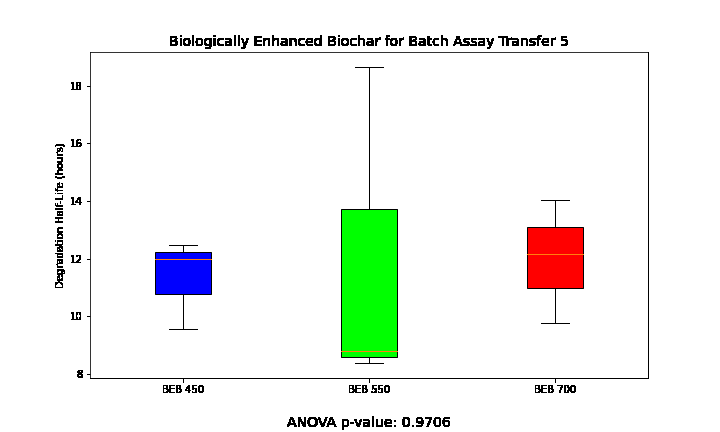 Biologically Enhanced Biochar for Batch Assay Transfer 5
Degradation Half-Life (hours)
18
16
14
12
10
8
BEB 450
BEB 550
BEB 700
ANOVA p-value: 0.9706